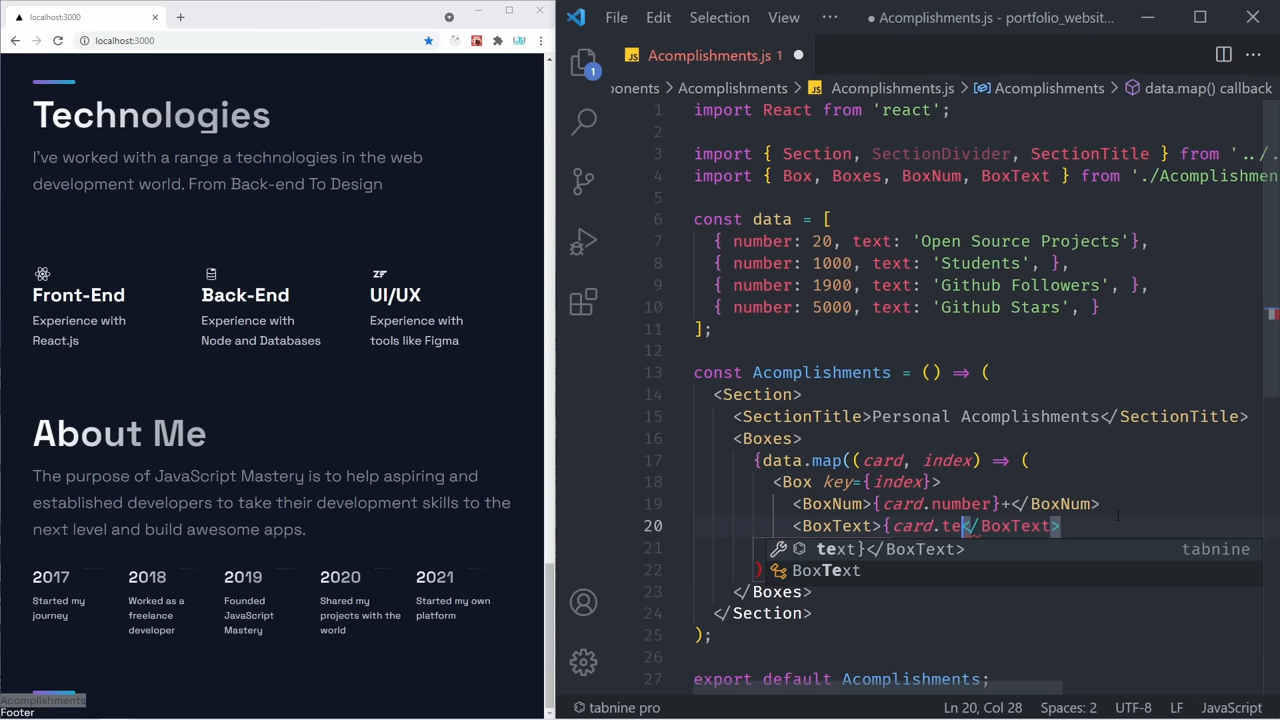 localhost:3000
localhost:3000
Technologies
I've worked with a range a technologies in the web
development world. From Back-end To Design
Front-End
Experience with
React.js
Back-End
Experience with
Node and Databases
UI/UX
Experience with
tools like Figma
About Me
The purpose of JavaScript Mastery is to help aspiring and
established developers to take their development skills to the
next level and build awesome apps.
2017
Started my
journey
2018
Worked as a
freelance
developer
2019
Founded
JavaScript
Mastery
2020
Shared my
projects with the
world
2021
Started my own
platform
Acomplishments
Footer
File Edit Selection View ··· ● Acomplishments.js - portfolio_websit...
1
JS Acomplishments.js 1
ponents > Acomplishments > JS Acomplishments.js > Acomplishments > data.map() callback
1 import React from 'react';
2
3 import { Section, SectionDivider, SectionTitle } from '../.
4 import { Box, Boxes, BoxNum, BoxText } from './Acomplishmen
5
6 const data = [
7 { number: 20, text: 'Open Source Projects'},
8 { number: 1000, text: 'Students', },
9 { number: 1900, text: 'Github Followers', },
10 { number: 5000, text: 'Github Stars', }
11 ];
12
13 const Acomplishments = () => (
14 <Section>
15 <SectionTitle>Personal Acomplishments</SectionTitle>
16 <Boxes>
17 {data.map((card, index) => (
18 <Box key={index}>
19 <BoxNum>{card.number}+</BoxNum>
20 <BoxText>{card.te</BoxText>
21 text}</BoxText> tabnine
22 ) BoxText
23 </Boxes>
24 </Section>
25 );
26
27 export default Acomplishments;
tabnine pro Ln 20, Col 28 Spaces: 2 UTF-8 LF JavaScript